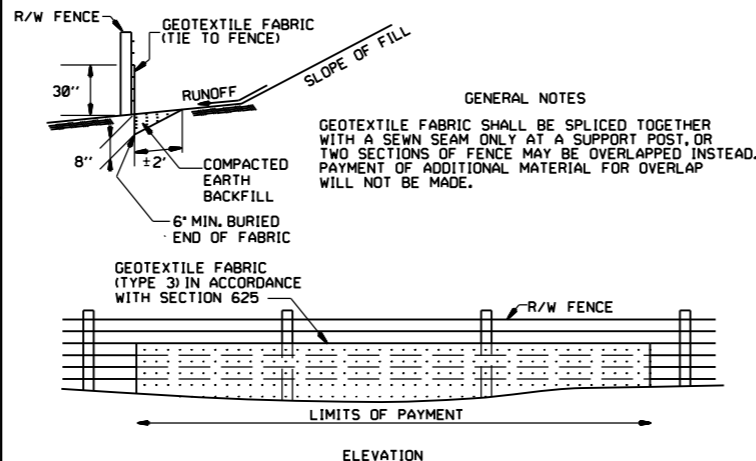 R/W FENCE
GEOTEXTILE FABRIC
(TIE TO FENCE)
30"
RUNOFF
SLOPE OF FILL
8"
±2'
COMPACTED
EARTH
BACKFILL
6" MIN. BURIED
END OF FABRIC
GENERAL NOTES
GEOTEXTILE FABRIC SHALL BE SPLICED TOGETHER
WITH A SEWN SEAM ONLY AT A SUPPORT POST, OR
TWO SECTIONS OF FENCE MAY BE OVERLAPPED INSTEAD.
PAYMENT OF ADDITIONAL MATERIAL FOR OVERLAP
WILL NOT BE MADE.
GEOTEXTILE FABRIC
(TYPE 3) IN ACCORDANCE
WITH SECTION 625
R/W FENCE
LIMITS OF PAYMENT
ELEVATION